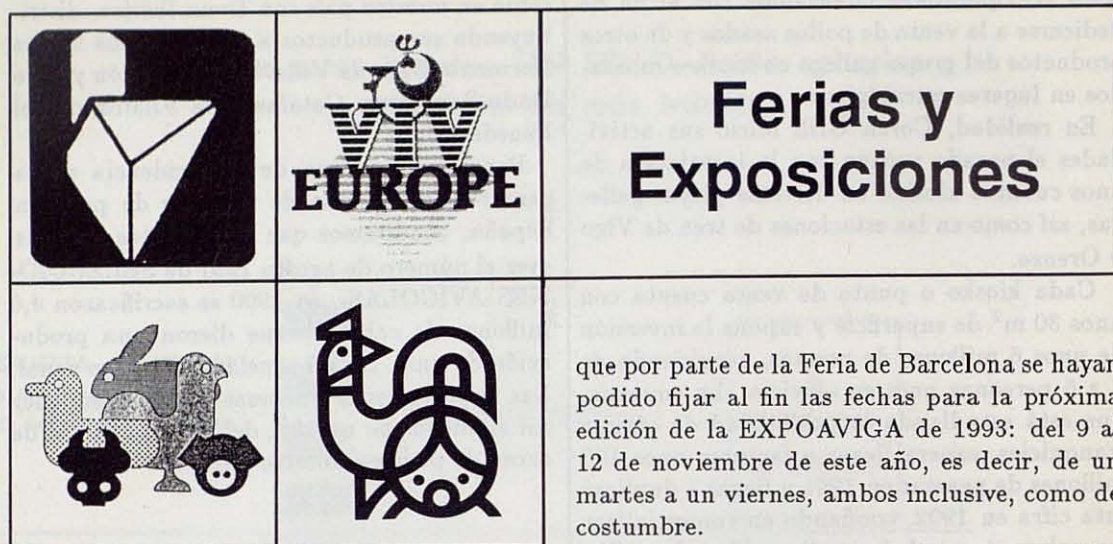 VIV
EUROPE
Ferias y
Exposiciones
que por parte de la Feria de Barcelona se hayan
podido fijar al fin las fechas para la próxima
edición de la EXPOAVIGA de 1993: del 9 al
12 de noviembre de este año, es decir, de un
martes a un viernes, ambos inclusive, como de
costumbre.